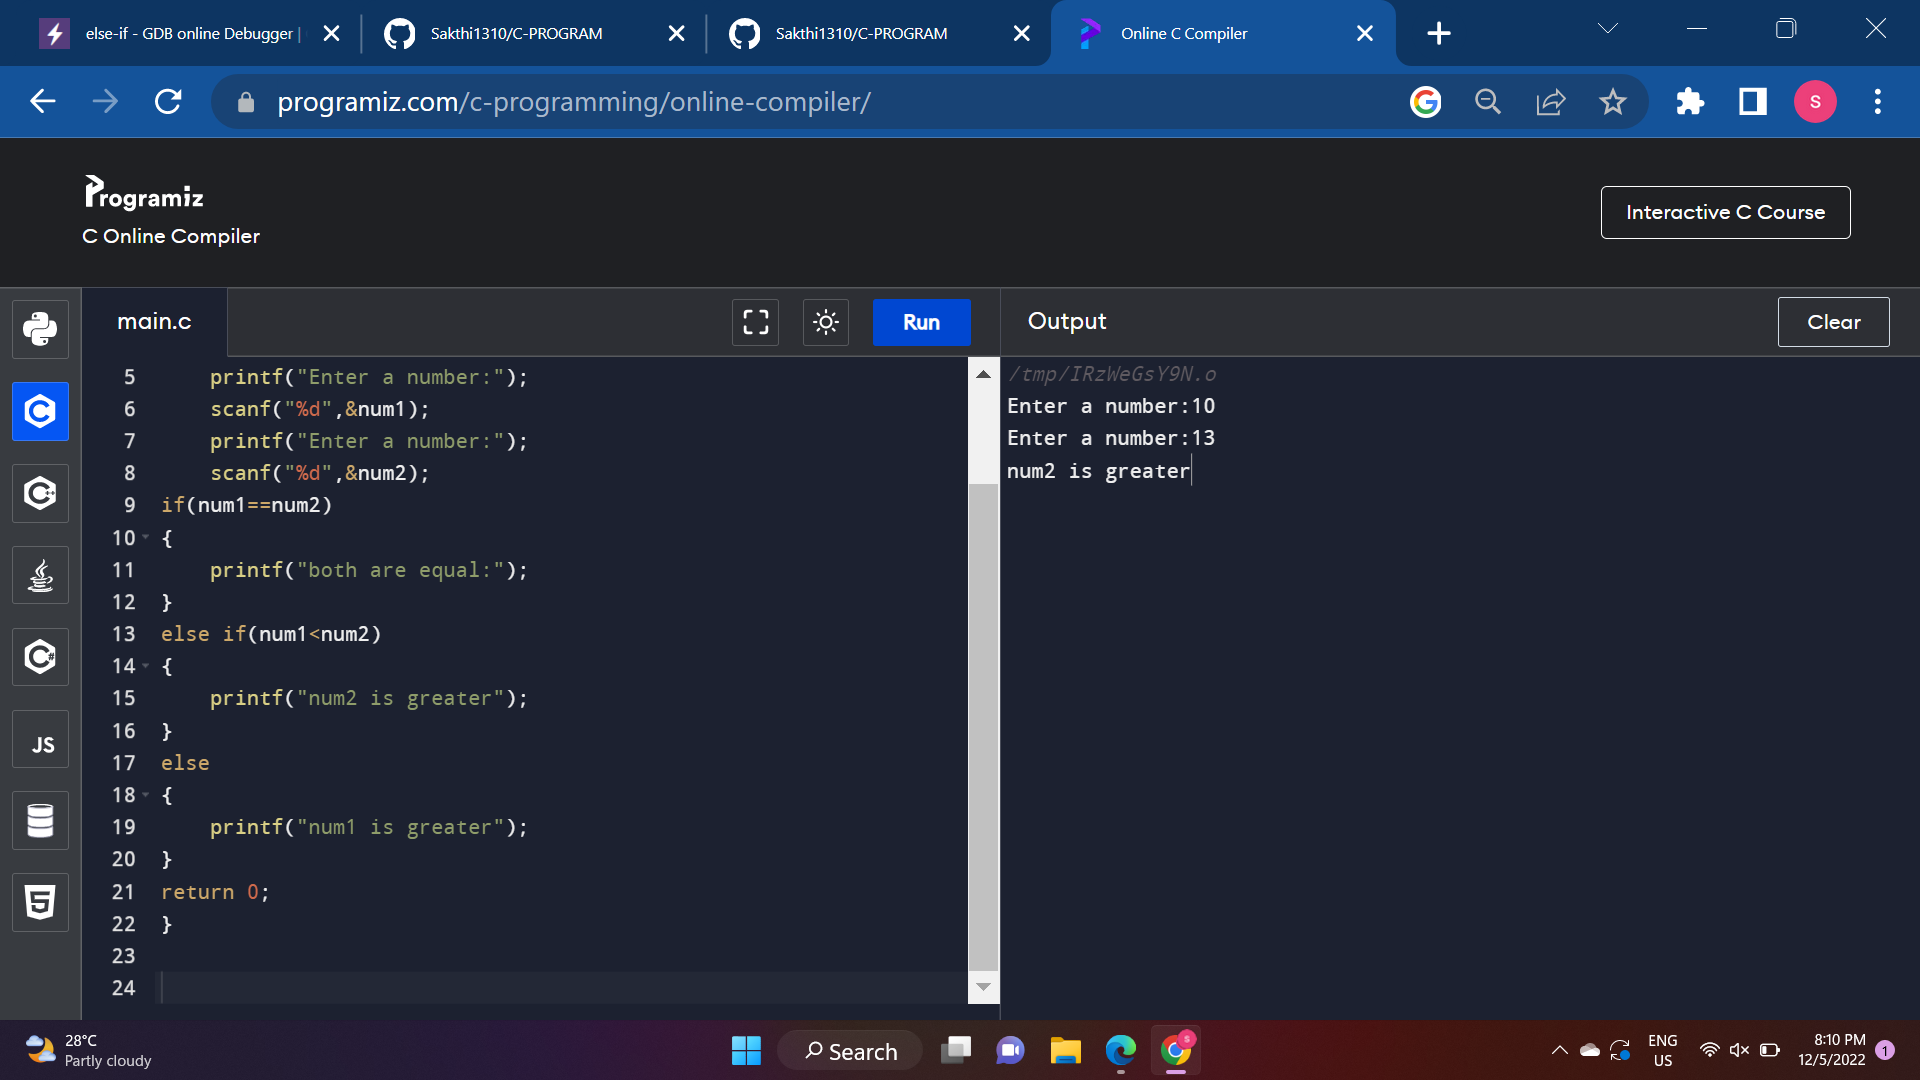 else-if - GDB online Debugger |
Sakthi1310/C-PROGRAM
Sakthi1310/C-PROGRAM
Online C Compiler
programiz.com/c-programming/online-compiler/
S
Programiz
C Online Compiler
Interactive C Course
main.c
Run
Output
Clear
5 printf("Enter a number:");
6 scanf("%d",&num1);
7 printf("Enter a number:");
8 scanf("%d",&num2);
9 if(num1==num2)
10 {
11 printf("both are equal:");
12 }
13 else if(num1<num2)
14 {
15 printf("num2 is greater");
16 }
17 else
18 {
19 printf("num1 is greater");
20 }
21 return 0;
22 }
23
24
/tmp/IRzWeGsY9N.o
Enter a number:10
Enter a number:13
num2 is greater
JS
28°C
Partly cloudy
Search
ENG
US
8:10 PM
12/5/2022
1